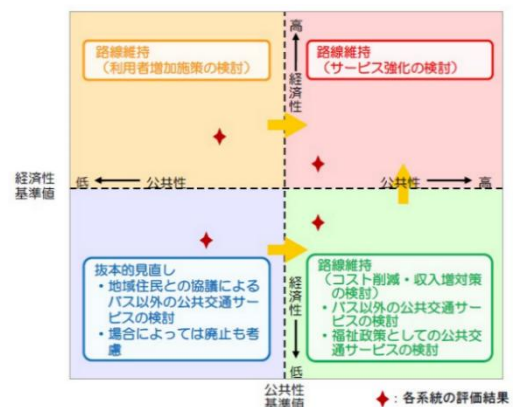 路線維持
（利用者増加施策の検討）
高
経済性
路線維持
（サービス強化の検討）
低
公共性
公共性
高
経済性
基準値
抜本的見直し
・地域住民との協議による
バス以外の公共交通サー
ビスの検討
・場合によっては廃止も考
慮
経済性
低
路線維持
（コスト削減・収入増対策
の検討）
・バス以外の公共交通サー
ビスの検討
・福祉政策としての公共交
通サービスの検討
公共性
基準値
：各系統の評価結果